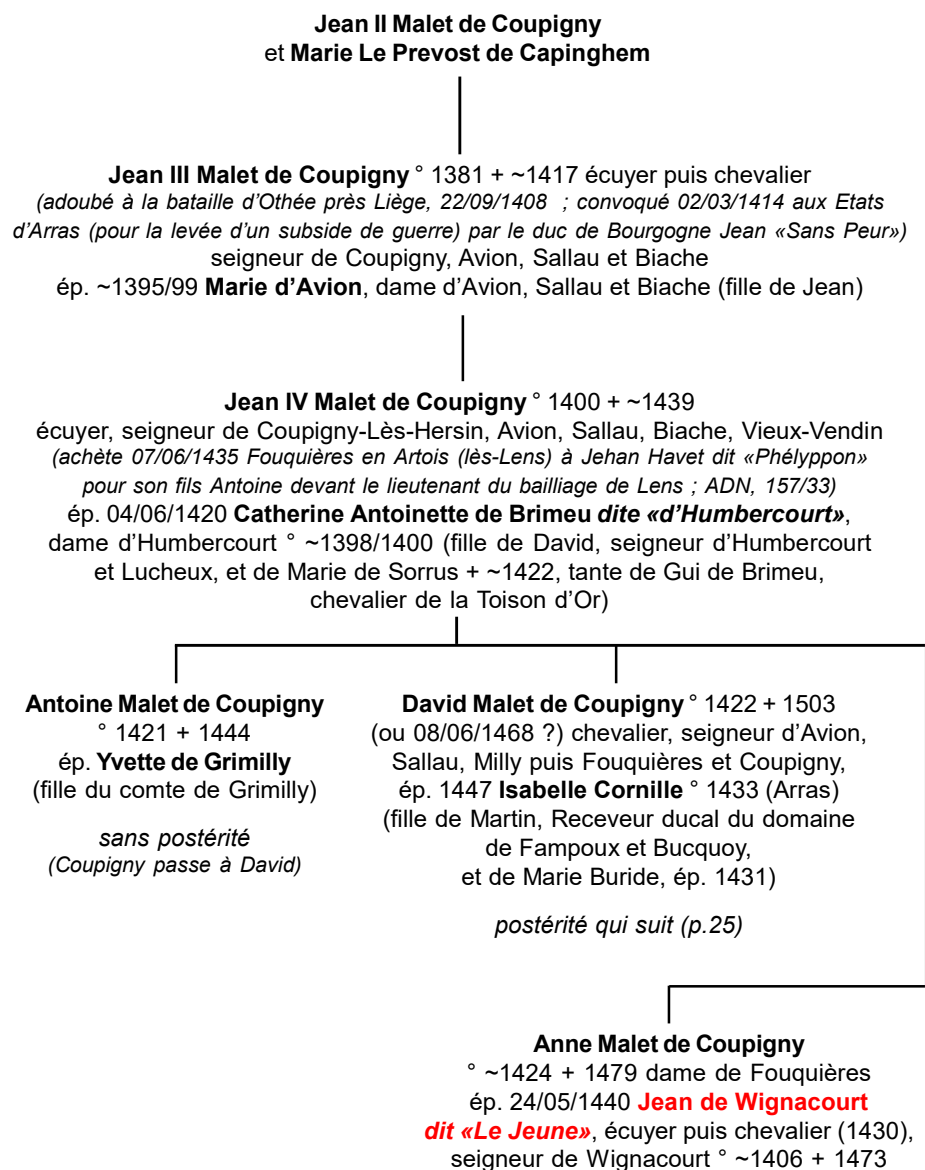 Jean II Malet de Coupigny
et Marie Le Prevost de Capinghem
Jean III Malet de Coupigny ° 1381 + ~1417 écuyer puis chevalier
(adoubé à la bataille d'Othée près Liège, 22/09/1408 ; convoqué 02/03/1414 aux Etats
d'Arras (pour la levée d'un subside de guerre) par le duc de Bourgogne Jean «Sans Peur»)
seigneur de Coupigny, Avion, Sallau et Biache
ép. ~1395/99 Marie d'Avion, dame d'Avion, Sallau et Biache (fille de Jean)
Jean IV Malet de Coupigny ° 1400 + ~1439
écuyer, seigneur de Coupigny-Lès-Hersin, Avion, Sallau, Biache, Vieux-Vendin
(achète 07/06/1435 Fouquières en Artois (lès-Lens) à Jehan Havet dit «Phélyppon»
pour son fils Antoine devant le lieutenant du bailliage de Lens ; ADN, 157/33)
ép. 04/06/1420 Catherine Antoinette de Brimeu dite «d'Humbercourt»,
dame d'Humbercourt ° ~1398/1400 (fille de David, seigneur d'Humbercourt
et Lucheux, et de Marie de Sorrus + ~1422, tante de Gui de Brimeu,
chevalier de la Toison d'Or)
Antoine Malet de Coupigny
° 1421 + 1444
ép. Yvette de Grimilly
(fille du comte de Grimilly)
sans postérité
(Coupigny passe à David)
David Malet de Coupigny ° 1422 + 1503
(ou 08/06/1468 ?) chevalier, seigneur d'Avion,
Sallau, Milly puis Fouquières et Coupigny,
ép. 1447 Isabelle Cornille ° 1433 (Arras)
(fille de Martin, Receveur ducal du domaine
de Fampoux et Bucquoy,
et de Marie Buride, ép. 1431)
postérité qui suit (p.25)
Anne Malet de Coupigny
° ~1424 + 1479 dame de Fouquières
ép. 24/05/1440 Jean de Wignacourt
dit «Le Jeune», écuyer puis chevalier (1430),
seigneur de Wignacourt ° ~1406 + 1473